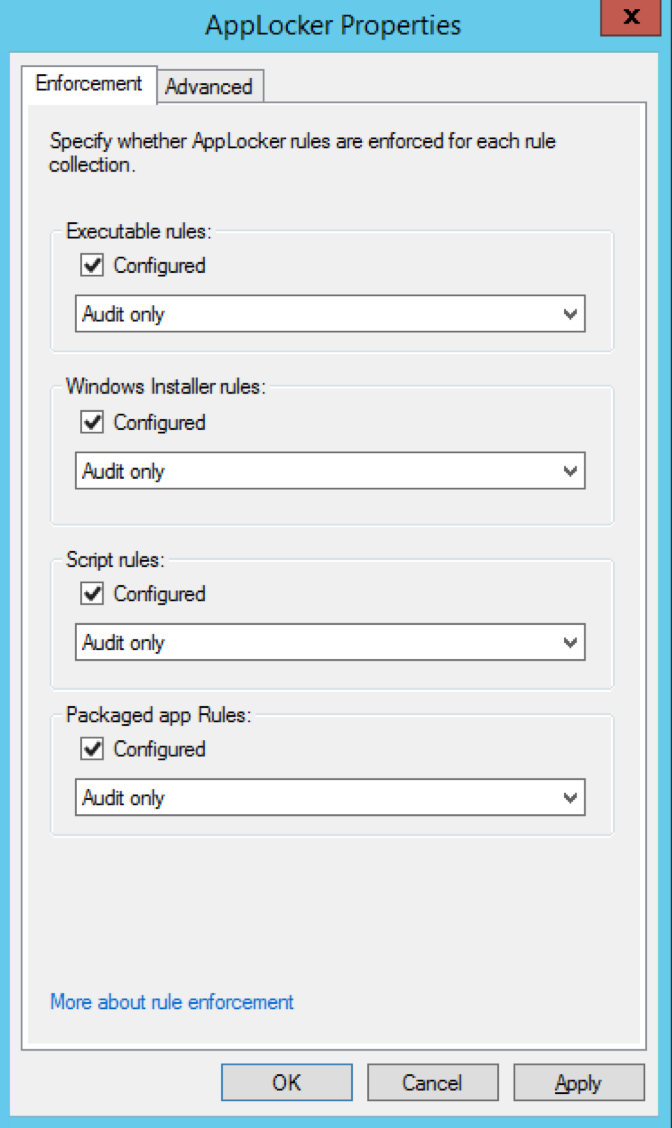 AppLocker Properties
x
Enforcement
Advanced
Specify whether AppLocker rules are enforced for each rule
collection.
Executable rules:
Configured
Audit only
Windows Installer rules:
Configured
Audit only
Script rules:
Configured
Audit only
Packaged app Rules:
Configured
Audit only
More about rule enforcement
OK
Cancel
Apply